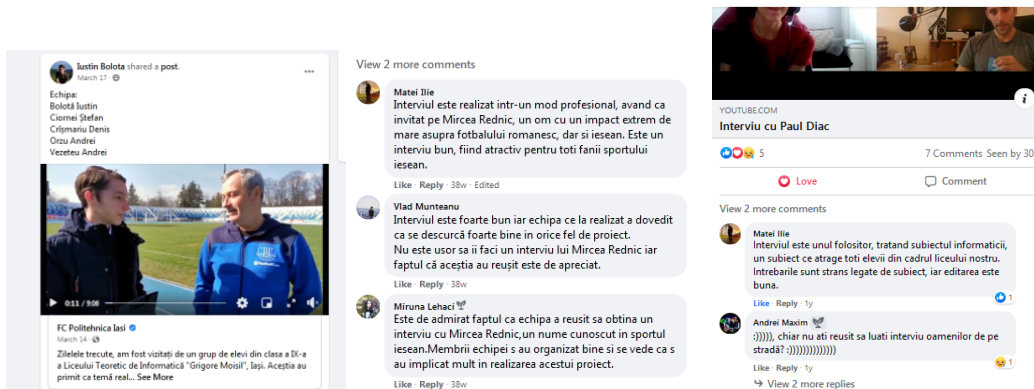 Iustin Bolota shared a post.
March 17 ·
Echipa:
Bolotă Iustin
Ciornei Ștefan
Crîșmariu Denis
Orzu Andrei
Vezeteu Andrei
0:11 / 9:06
FC Politehnica Iasi
March 14 ·
Zilelele trecute, am fost vizitați de un grup de elevi din clasa a IX-a
a Liceului Teoretic de Informatică "Grigore Moisil", Iași. Aceștia au
primit ca temă real... See More
View 2 more comments
Matei Ilie
Interviul este realizat intr-un mod profesional, avand ca
invitat pe Mircea Rednic, un om cu un impact extrem de
mare asupra fotbalului romanesc, dar si iesean. Este un
interviu bun, fiind atractiv pentru toti fanii sportului
iesean.
Like · Reply · 38w · Edited
Vlad Munteanu
Interviul este foarte bun iar echipa ce la realizat a dovedit
ca se descurcă foarte bine in orice fel de proiect.
Nu este usor sa ii faci un interviu lui Mircea Rednic iar
faptul că aceștia au reușit este de apreciat.
Like · Reply · 38w
Miruna Lehaci
Este de admirat faptul ca echipa a reusit sa obtina un
interviu cu Mircea Rednic,un nume cunoscut in sportul
iesean.Membrii echipei s au organizat bine si se vede ca s
au implicat mult in realizarea acestui proiect.
Like · Reply · 38w
YOUTUBE.COM
Interviu cu Paul Diac
5
7 Comments Seen by 30
Love
Comment
View 2 more comments
Matei Ilie
Interviul este unul folositor, tratand subiectul informaticii,
un subiect ce atrage toti elevii din cadrul liceului nostru.
Intrebarile sunt strans legate de subiect, iar editarea este
buna.
1
Like · Reply · 1y
Andrei Maxim
:))))), chiar nu ati reusit sa luati interviu oamenilor de pe
stradă? :))))))))))))))
1
Like · Reply · 1y
View 2 more replies